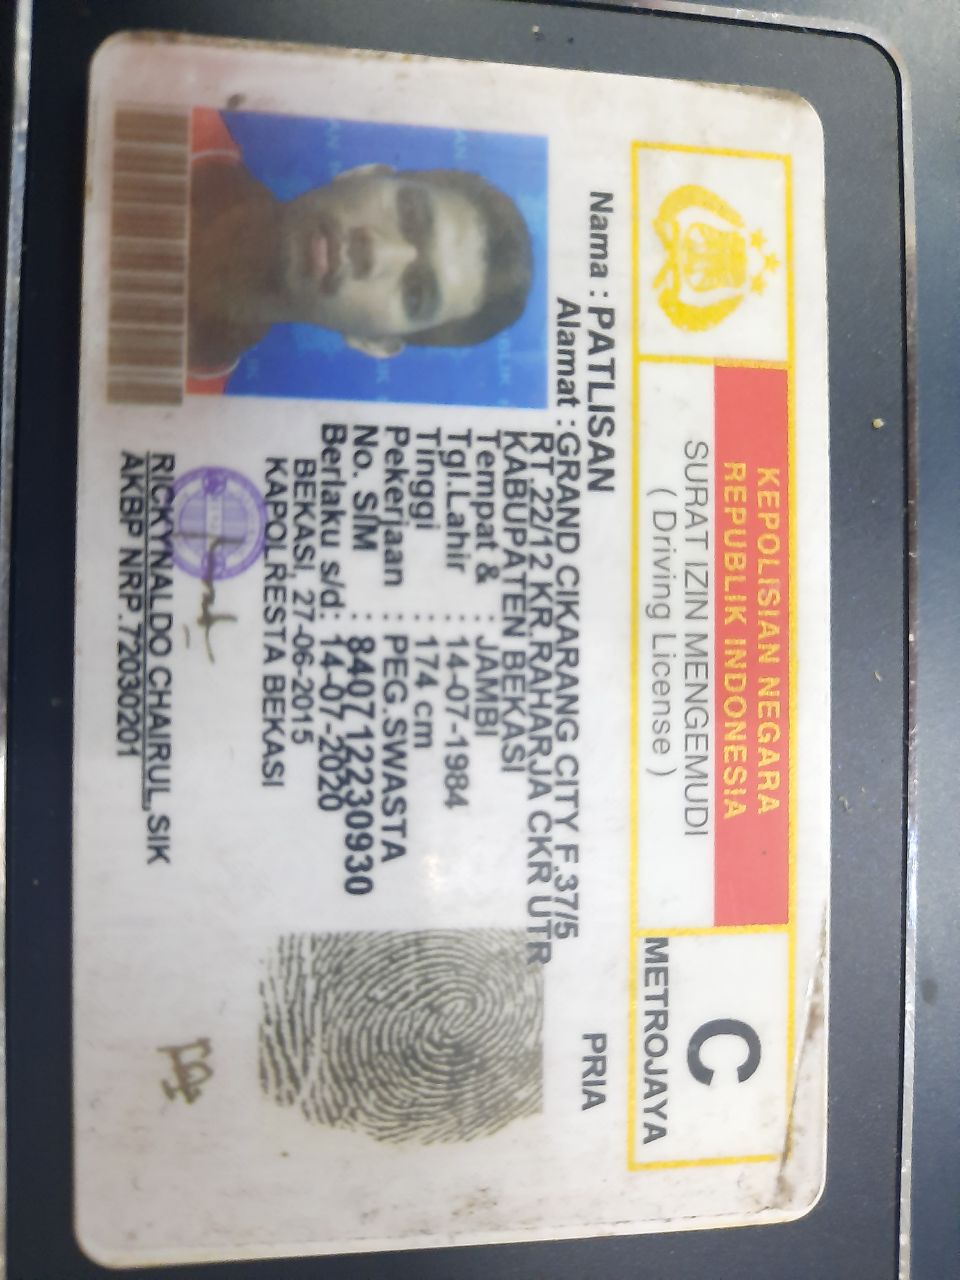 KEPOLISIAN NEGARA
REPUBLIK INDONESIA
SURAT IZIN MENGEMUDI
( Driving License )
C
METROJAYA
Nama : PATLISAN
PRIA
Alamat : GRAND CIKARANG CITY F.37/5
RT.22/12 KR.RAHARJA CKR UTR
KABUPATEN BEKASI
Tempat & : JAMBI
Tgl.Lahir : 14-07-1984
Tinggi : 174 cm
Pekerjaan : PEG.SWASTA
No. SIM : 840712230930
Berlaku s/d : 14-07-2020
BEKASI, 27-06-2015
KAPOLRESTA BEKASI
RICKYNALDO CHAIRUL,SIK
AKBP NRP.72030201